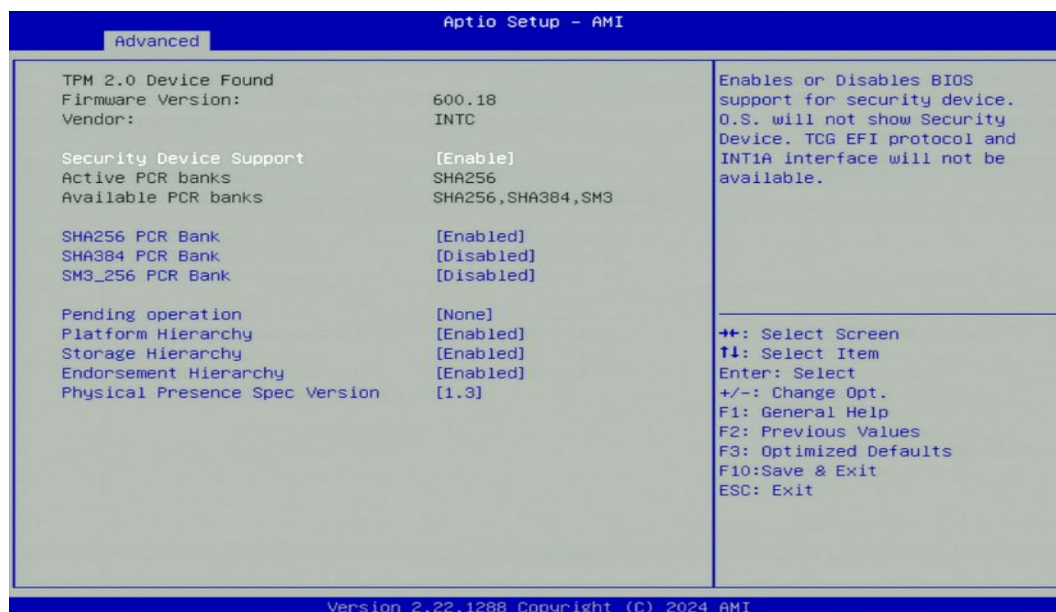 Aptio Setup – AMI
Advanced
TPM 2.0 Device Found
Firmware Version: 600.18
Vendor: INTC
Security Device Support [Enable]
Active PCR banks SHA256
Available PCR banks SHA256,SHA384,SM3
SHA256 PCR Bank [Enabled]
SHA384 PCR Bank [Disabled]
SM3_256 PCR Bank [Disabled]
Pending operation [None]
Platform Hierarchy [Enabled]
Storage Hierarchy [Enabled]
Endorsement Hierarchy [Enabled]
Physical Presence Spec Version [1.3]
Enables or Disables BIOS
support for security device.
O.S. will not show Security
Device. TCG EFI protocol and
INT1A interface will not be
available.
→←: Select Screen
↑↓: Select Item
Enter: Select
+/-: Change Opt.
F1: General Help
F2: Previous Values
F3: Optimized Defaults
F10:Save & Exit
ESC: Exit
Version 2.22.1288 Copyright (C) 2024 AMI